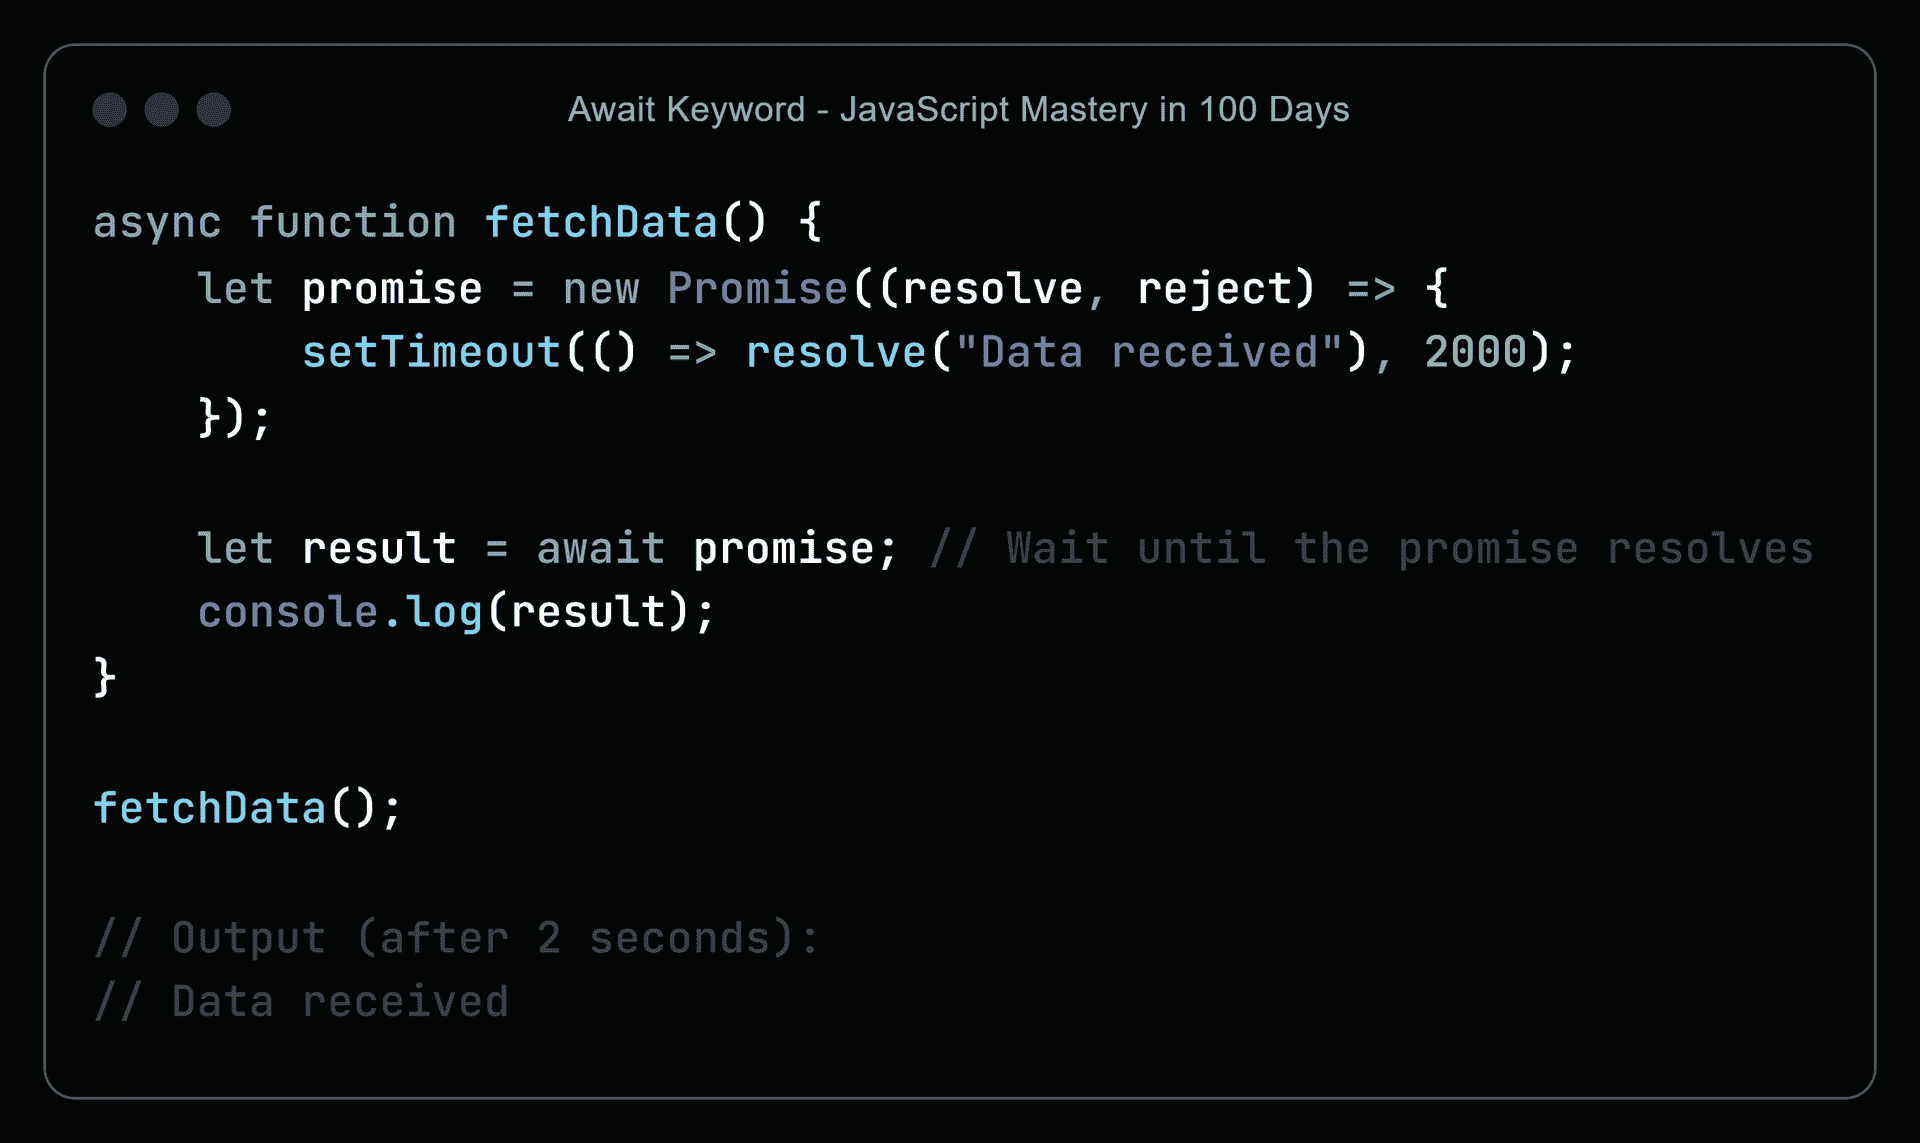 Await Keyword - JavaScript Mastery in 100 Days
async function fetchData() {
    let promise = new Promise((resolve, reject) => {
        setTimeout(() => resolve("Data received"), 2000);
    });
    let result = await promise; // Wait until the promise resolves
    console.log(result);
}
fetchData();
// Output (after 2 seconds):
// Data received